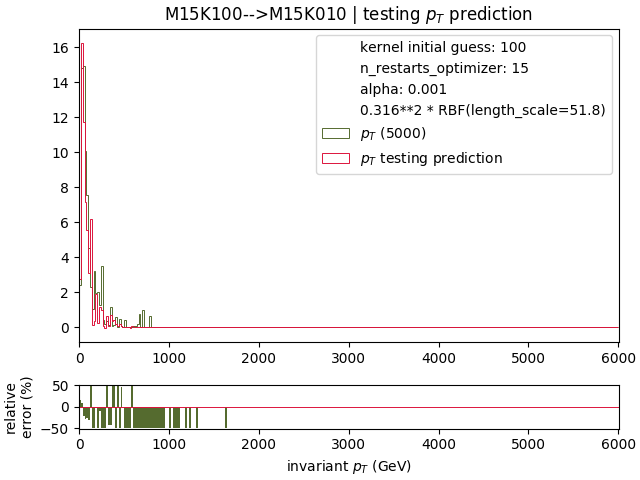 M15K100-->M15K010 | testing p_T prediction
16
14
12
10
8
6
4
2
0
kernel initial guess: 100
n_restarts_optimizer: 15
alpha: 0.001
0.316**2 * RBF(length_scale=51.8)
p_T (5000)
p_T testing prediction
0 1000 2000 3000 4000 5000 6000
relative
error (%)
50
0
−50
0 1000 2000 3000 4000 5000 6000
invariant p_T (GeV)